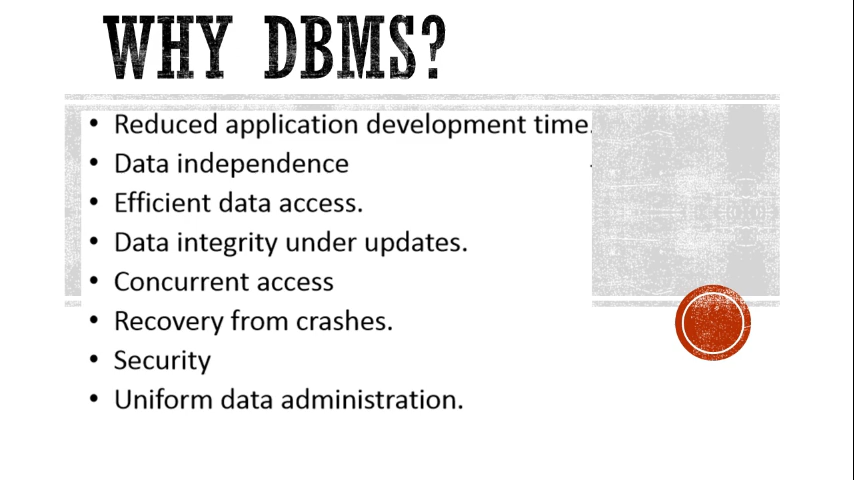 WHY DBMS?
• Reduced application development time.
• Data independence
• Efficient data access.
• Data integrity under updates.
• Concurrent access
• Recovery from crashes.
• Security
• Uniform data administration.